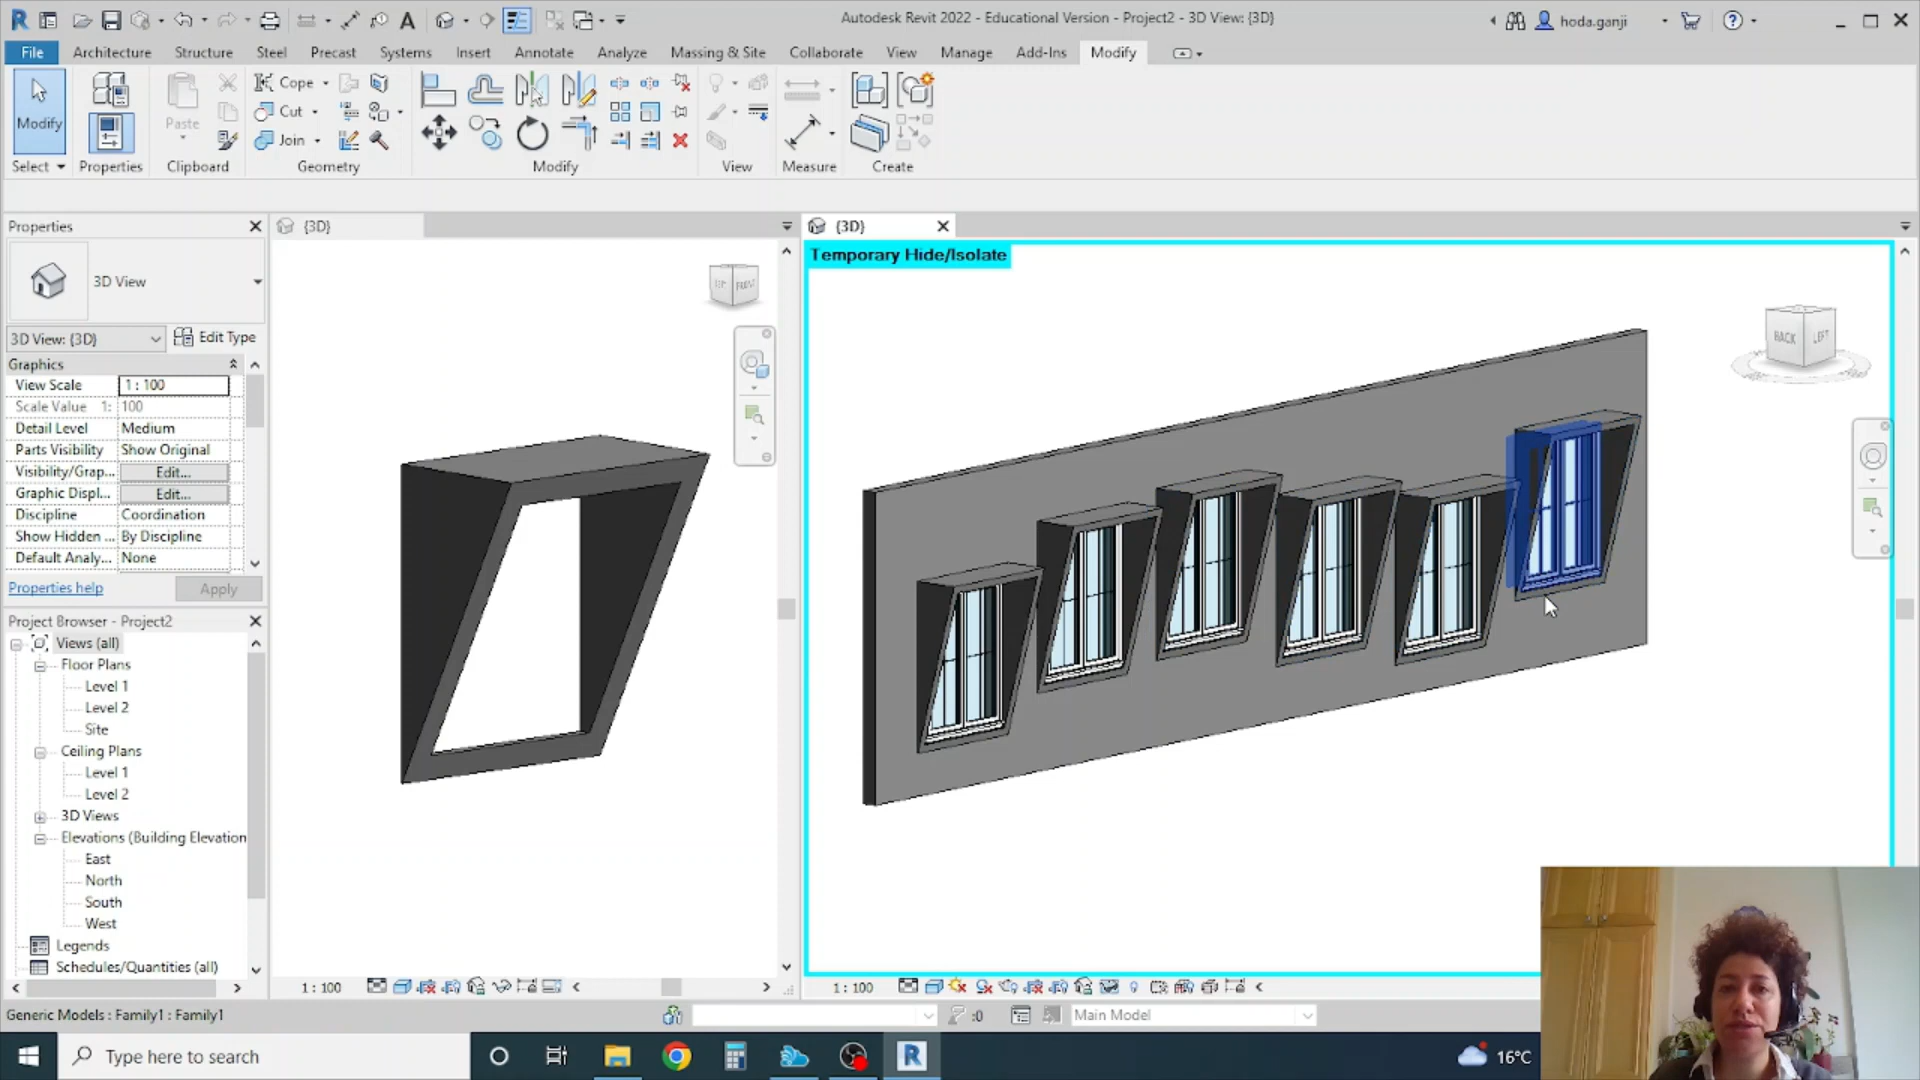 Autodesk Revit 2022 - Educational Version - Project2 - 3D View: {3D}
hoda.ganji
File Architecture Structure Steel Precast Systems Insert Annotate Analyze Massing & Site Collaborate View Manage Add-Ins Modify
Modify
Paste
Cope
Cut
Join
Select Properties Clipboard Geometry Modify View Measure Create
Properties
{3D}
{3D}
3D View
Temporary Hide/Isolate
3D View: {3D}
Edit Type
Graphics
View Scale 1 : 100
Scale Value 1: 100
Detail Level Medium
Parts Visibility Show Original
Visibility/Grap... Edit...
Graphic Displ... Edit...
Discipline Coordination
Show Hidden ... By Discipline
Default Analy... None
Properties help
Apply
LEFT FRONT
BACK LEFT
Project Browser - Project2
Views (all)
Floor Plans
Level 1
Level 2
Site
Ceiling Plans
Level 1
Level 2
3D Views
Elevations (Building Elevation
East
North
South
West
Legends
Schedules/Quantities (all)
1 : 100
1 : 100
Generic Models : Family1 : Family1
:0
Main Model
Type here to search
R
16°C